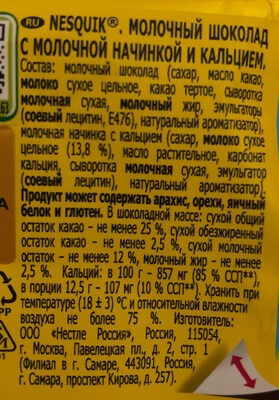 RU NESQUIK®. МОЛОЧНЫЙ ШОКОЛАД
С МОЛОЧНОЙ НАЧИНКОЙ И КАЛЬЦИЕМ.
Состав: молочный шоколад (сахар, масло какао,
молоко сухое цельное, какао тертое, сыворотка
молочная сухая, молочный жир, эмульгаторы
(соевый лецитин, Е476), натуральный ароматизатор),
молочная начинка с кальцием (сахар, молоко сухое
цельное (13,8 %), масло растительное, карбонат
кальция, сыворотка молочная сухая, эмульгатор
(соевый лецитин), натуральный ароматизатор).
Продукт может содержать арахис, орехи, яичный
белок и глютен. В шоколадной массе: сухой общий
остаток какао - не менее 25 %, сухой обезжиренный
остаток какао - не менее 2,5 %, сухой молочный
остаток - не менее 12 %, молочный жир - не менее
2,5 %. Кальций: в 100 г - 857 мг (85 % ССП**),
в порции 12,5 г - 107 мг (10 % ССП**). Хранить при
температуре (18 ± 3) °С и относительной влажности
воздуха не более 75 %. Изготовитель:
ООО «Нестле Россия», Россия, 115054,
г. Москва, Павелецкая пл., д. 2, стр. 1
(Филиал в г. Самаре, 443091, Россия,
г. Самара, проспект Кирова, д. 257).
63
А
PP